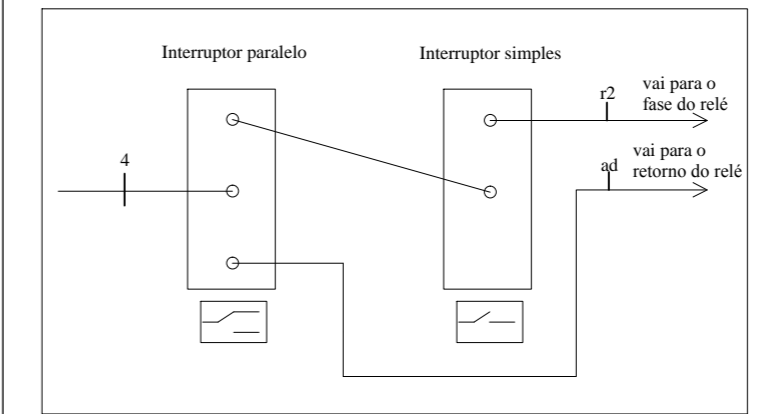 Interruptor paralelo
Interruptor simples
r2
vai para o
fase do relé
4
ad
vai para o
retorno do relé